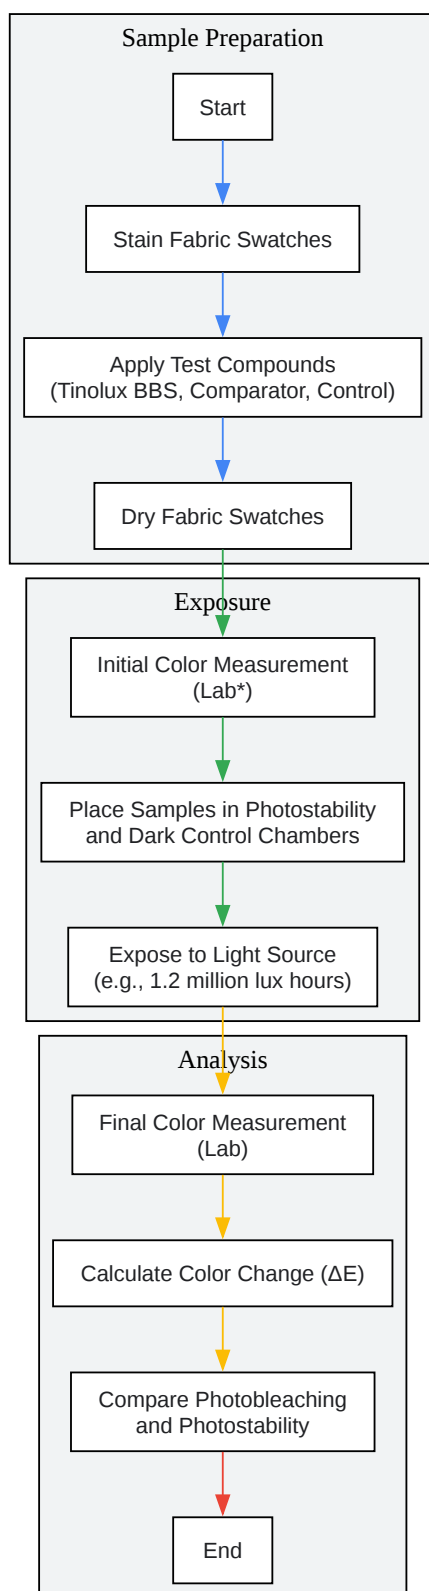 Sample Preparation
Start
Stain Fabric Swatches
Apply Test Compounds
(Tinolux BBS, Comparator, Control)
Dry Fabric Swatches
Exposure
Initial Color Measurement
(Lab*)
Place Samples in Photostability
and Dark Control Chambers
Expose to Light Source
(e.g., 1.2 million lux hours)
Analysis
Final Color Measurement
(Lab)
Calculate Color Change (ΔE)
Compare Photobleaching
and Photostability
End